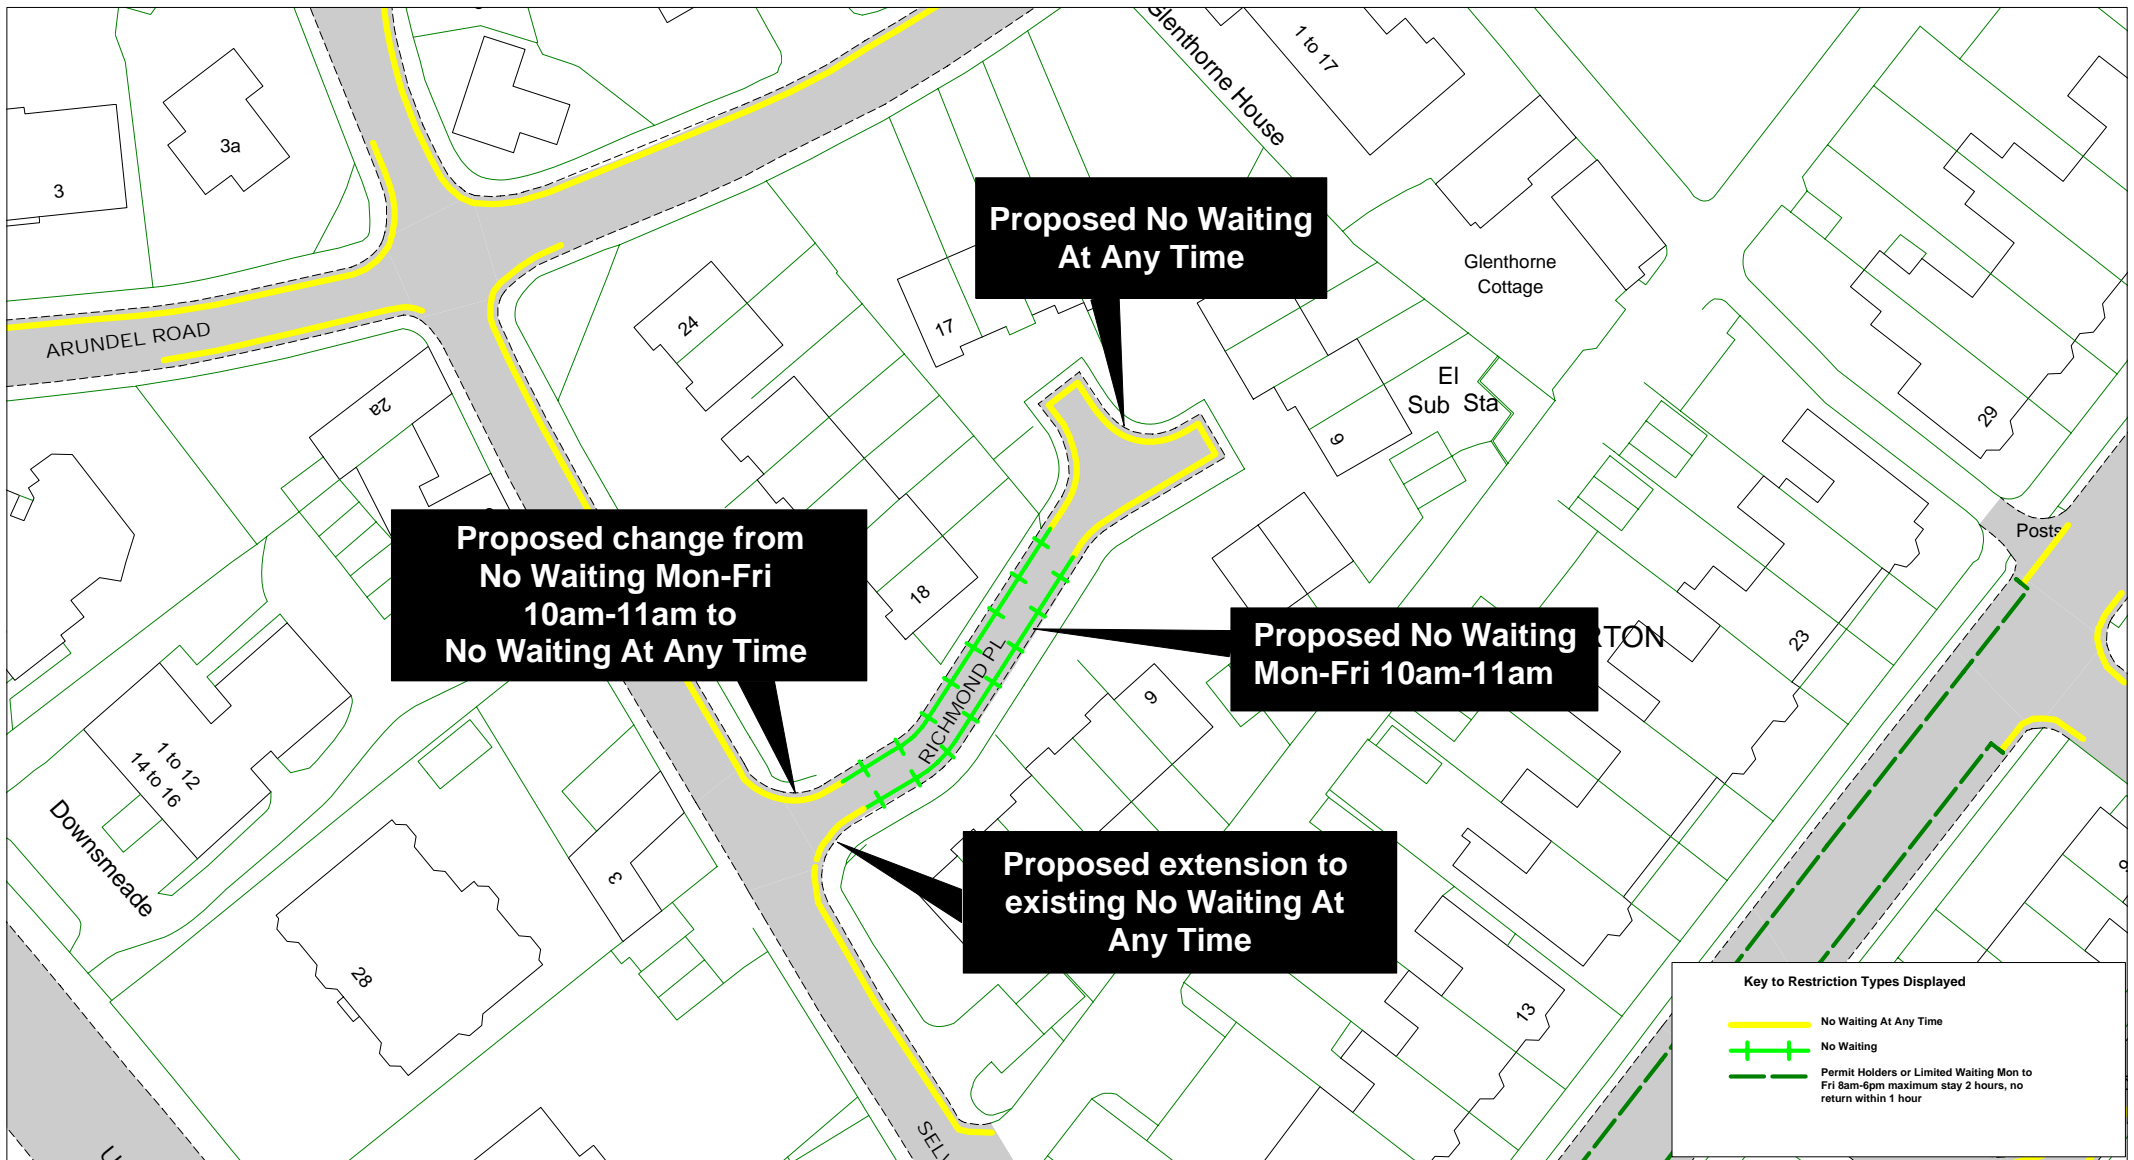 Glenthorne House
1 to 17
3a
3
Proposed No Waiting
At Any Time
Glenthorne
Cottage
24
17
ARUNDEL ROAD
2a
El
Sub Sta
9
29
Posts
Proposed change from
No Waiting Mon-Fri
10am-11am to
No Waiting At Any Time
18
Proposed No Waiting
Mon-Fri 10am-11am
RTON
23
RICHMOND PL
9
1 to 12
14 to 16
Downsmeade
3
Proposed extension to
existing No Waiting At
Any Time
28
13
Key to Restriction Types Displayed
No Waiting At Any Time
No Waiting
Permit Holders or Limited Waiting Mon to
Fri 8am-6pm maximum stay 2 hours, no
return within 1 hour